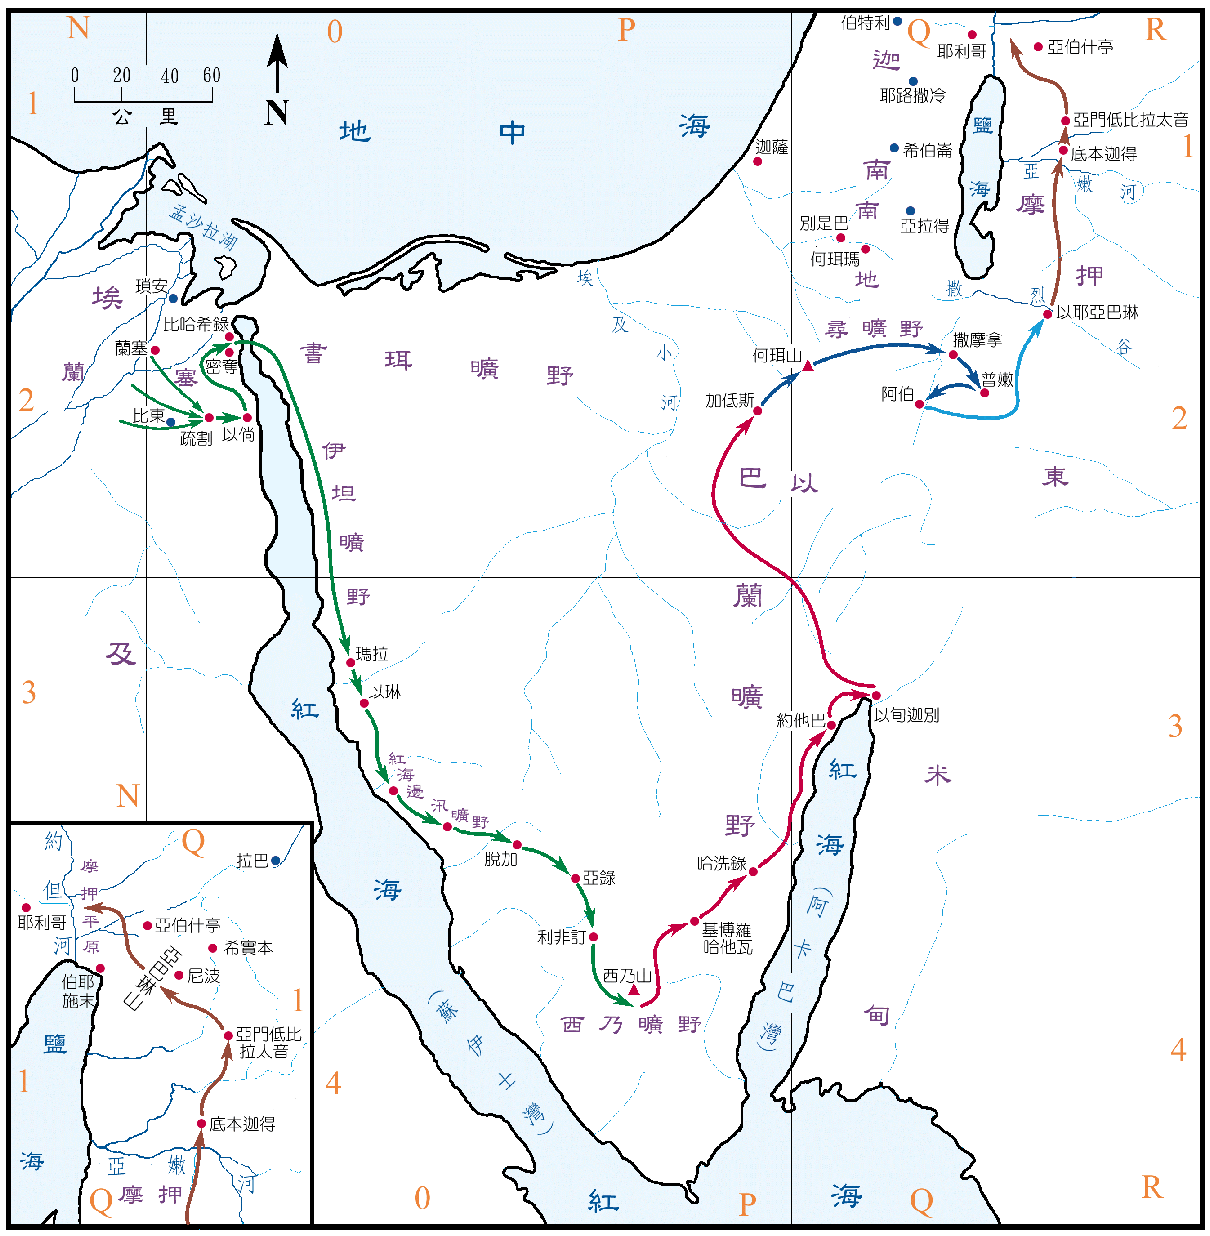 N
O
P
Q
R
1
0 20 40 60
公里
N
地中海
伯特利
耶利哥
亞伯什亭
迦
耶路撒冷
鹽
海
亞門低比拉太音
底本迦得
1
迦薩
希伯崙
南
亞嫩河
摩
押
別是巴
何珥瑪
亞拉得
南
地
孟沙拉湖
瑣安
埃
比哈希錄
蘭塞
密奪
蘭
塞
比東
疏割
以倘
2
書珥曠野
埃及小河
何珥山
尋曠野
撒烈谷
以耶亞巴琳
撒摩拿
普嫩
阿伯
加低斯
2
伊坦曠野
巴
以
東
蘭
曠
野
及
瑪拉
以琳
3
紅
海
紅海邊
汛曠野
脫加
亞錄
利非訂
西乃山
西乃曠野
基博羅
哈他瓦
哈洗錄
約他巴
以旬迦別
3
米
甸
紅
海
(阿卡巴灣)
(蘇伊士灣)
4
4
N
Q
約
但
河
摩押平原
拉巴
耶利哥
亞伯什亭
希實本
尼波
亞巴琳山
伯耶
施末
1
鹽
海
亞門低比
拉太音
底本迦得
1
亞嫩河
Q
摩押
O
紅
P
海
Q
R